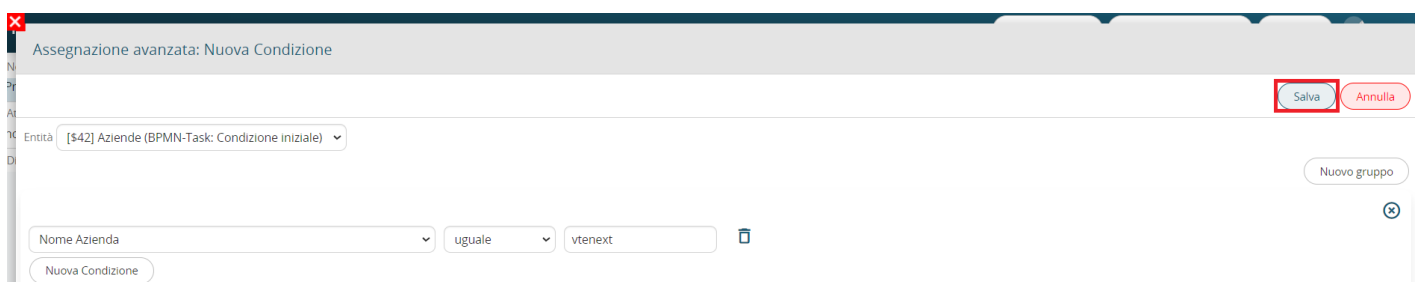 Assegnazione avanzata: Nuova Condizione
Salva Annulla
Entità [$42] Aziende (BPMN-Task: Condizione iniziale)
Nuovo gruppo
Nome Azienda uguale vtenext
Nuova Condizione